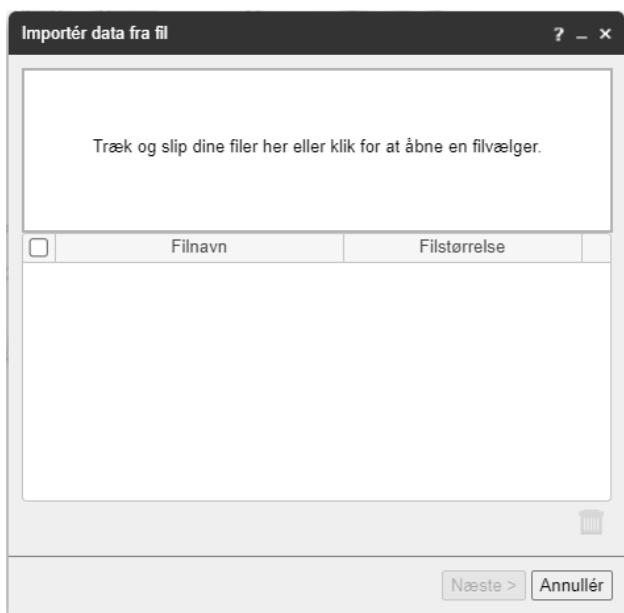 Importér data fra fil ? _ ×
Træk og slip dine filer her eller klik for at åbne en filvælger.
Filnavn Filstørrelse
Næste > Annullér